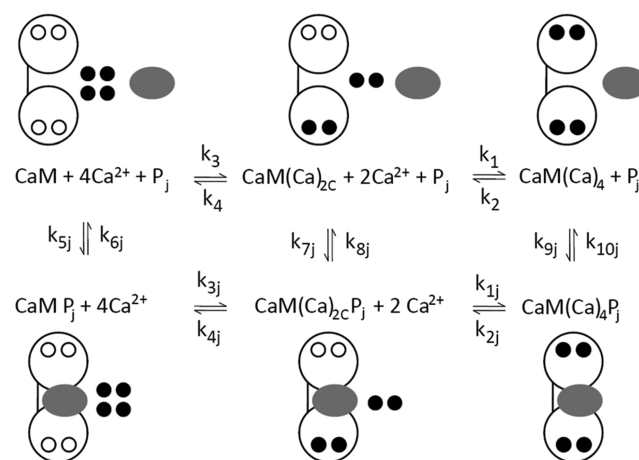 k₃ k₁
CaM + 4Ca²⁺ + Pⱼ ⇌ CaM(Ca)₂C + 2Ca²⁺ + Pⱼ ⇌ CaM(Ca)₄ + Pⱼ
k₄ k₂
k₅ⱼ k₆ⱼ k₇ⱼ k₈ⱼ k₉ⱼ k₁₀ⱼ
k₃ⱼ k₁ⱼ
CaM Pⱼ + 4Ca²⁺ ⇌ CaM(Ca)₂CPⱼ + 2 Ca²⁺ ⇌ CaM(Ca)₄Pⱼ
k₄ⱼ k₂ⱼ